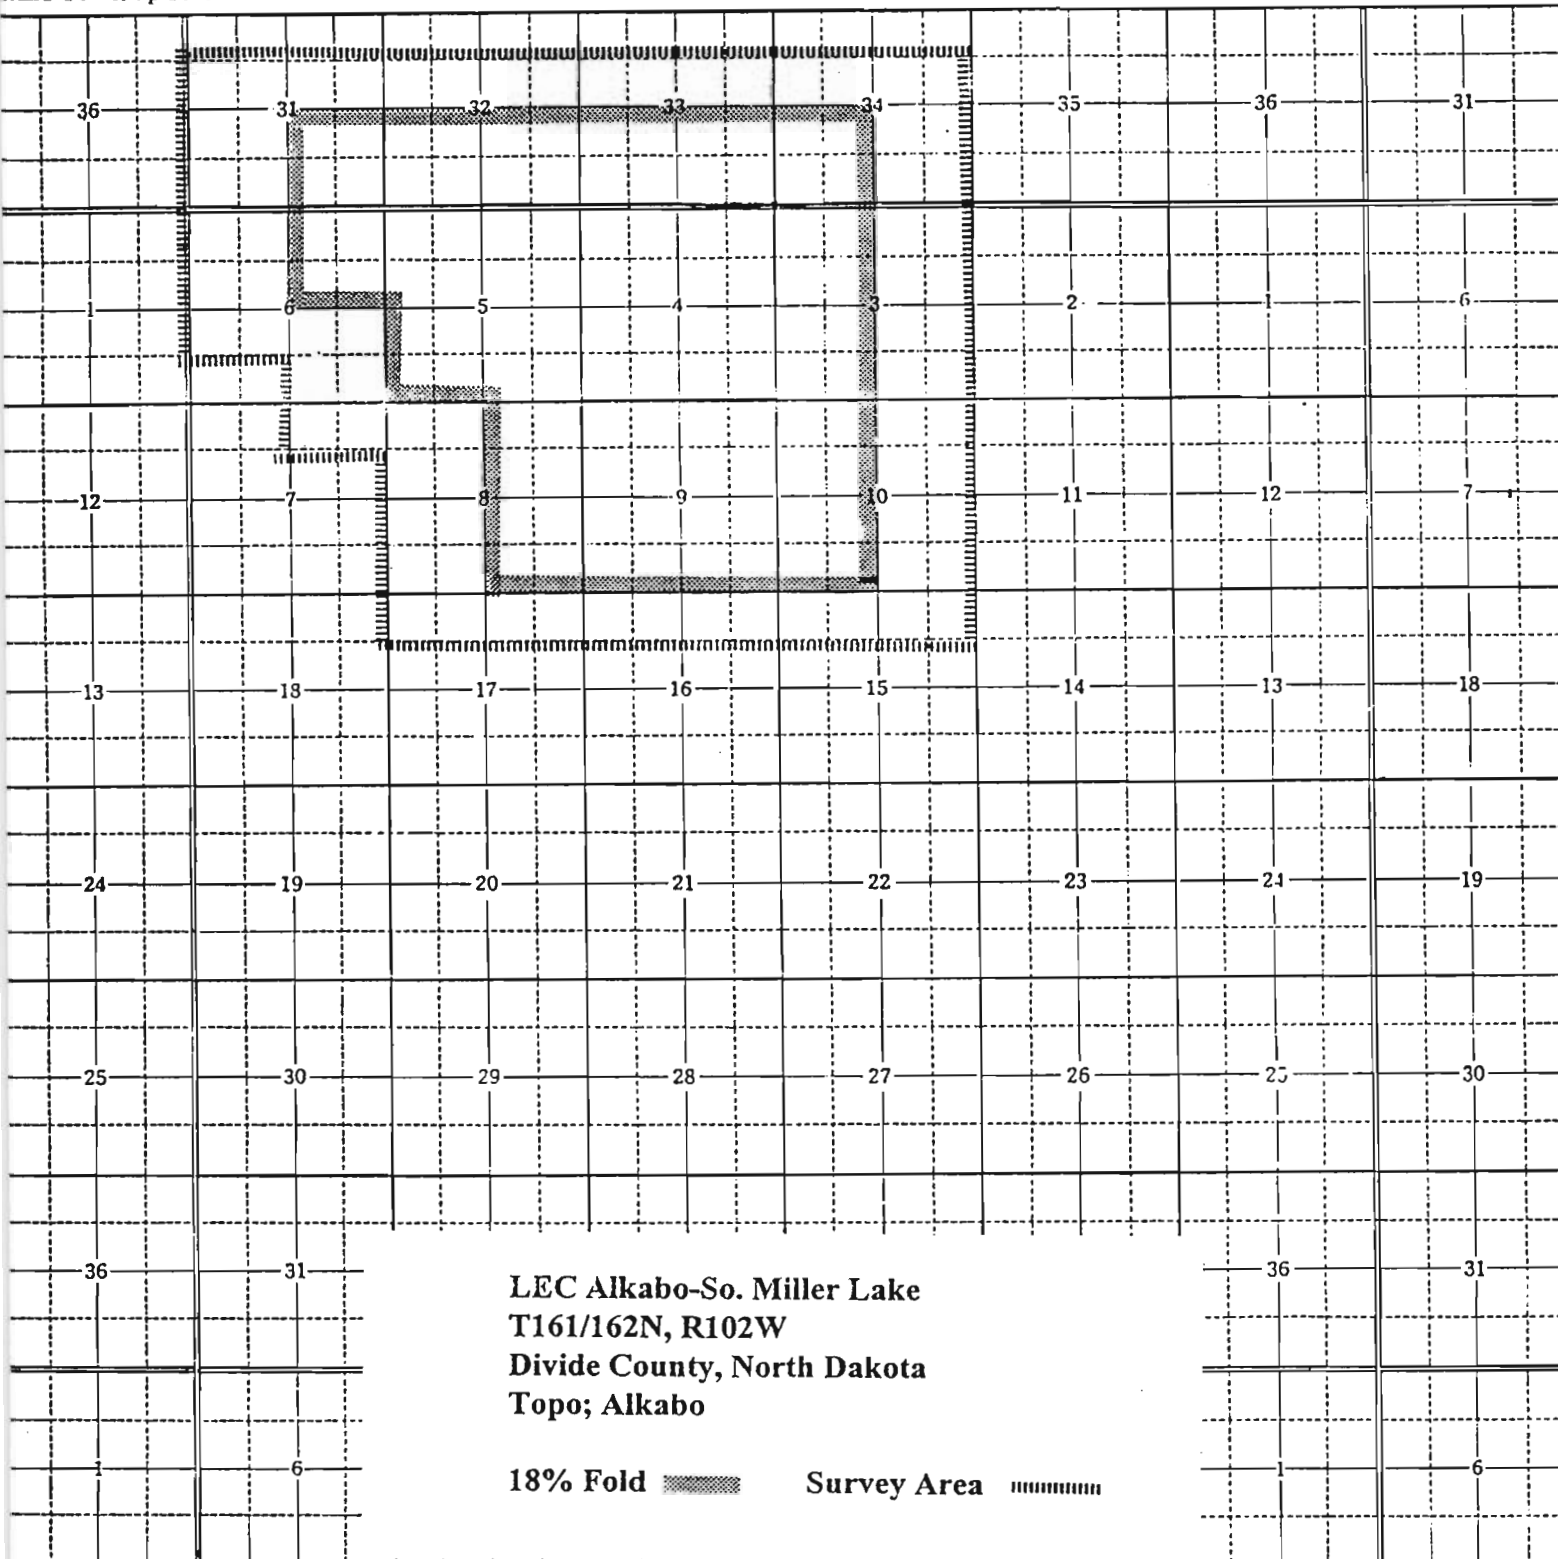 36 31 32 33 34 35 36 31
1 6 5 4 3 2 1 6
12 7 8 9 10 11 12 7
13 18 17 16 15 14 13 18
24 19 20 21 22 23 24 19
25 30 29 28 27 26 25 30
36 31 36 31
LEC Alkabo-So. Miller Lake
T161/162N, R102W
Divide County, North Dakota
Topo; Alkabo
1 6 1 6
18% Fold Survey Area